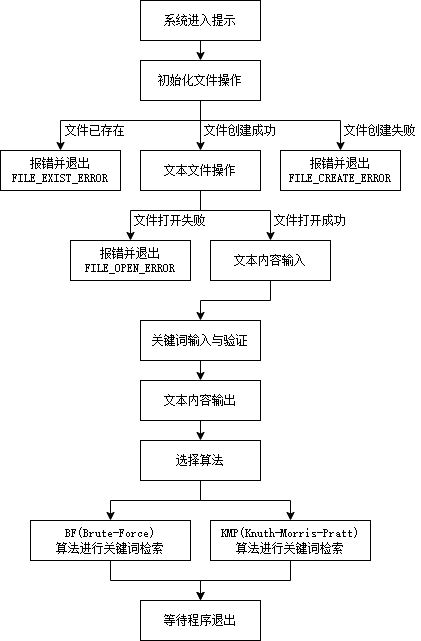 系统进入提示
初始化文件操作
文件已存在
文件创建成功
文件创建失败
报错并退出
FILE_EXIST_ERROR
文本文件操作
报错并退出
FILE_CREATE_ERROR
文件打开失败
文件打开成功
报错并退出
FILE_OPEN_ERROR
文本内容输入
关键词输入与验证
文本内容输出
选择算法
BF(Brute-Force)
算法进行关键词检索
KMP(Knuth-Morris-Pratt)
算法进行关键词检索
等待程序退出